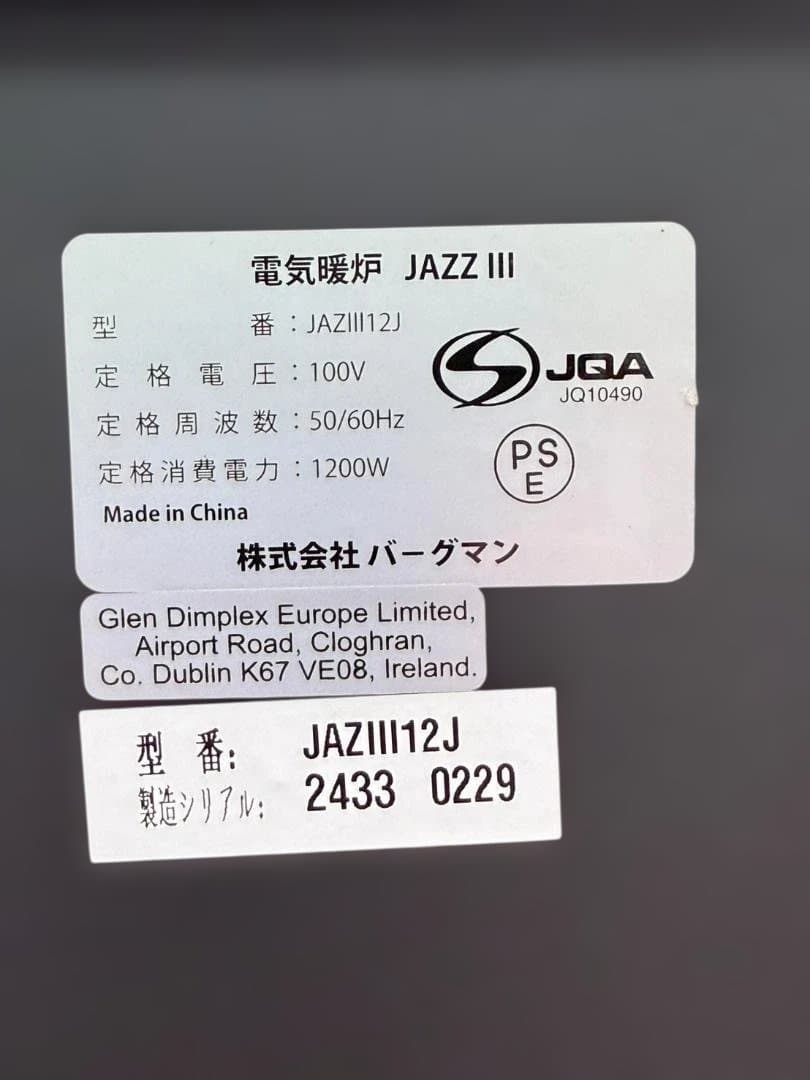 電気暖炉 JAZZ III
型番：JAZIII12J
定格電圧：100V
定格周波数：50/60Hz
定格消費電力：1200W
Made in China
JQA
JQ10490
PS
E
株式会社 バーグマン
Glen Dimplex Europe Limited,
Airport Road, Cloghran,
Co. Dublin K67 VE08, Ireland.
型番: JAZIII12J
製造シリアル: 2433 0229